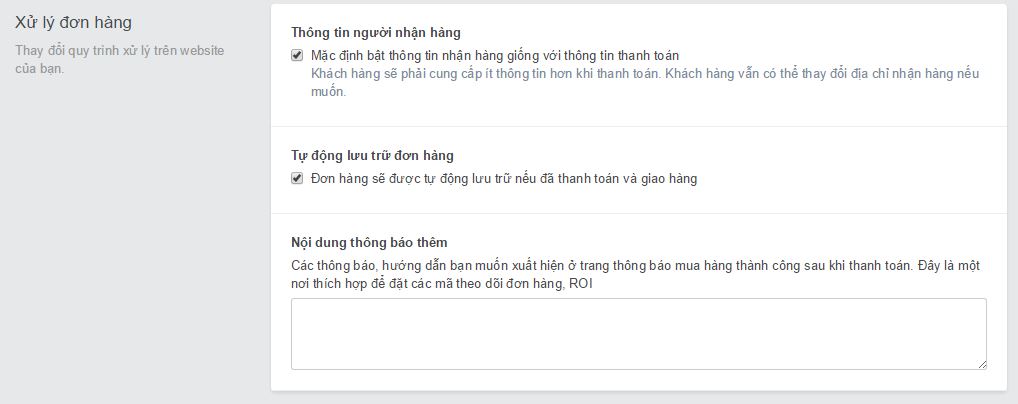 Xử lý đơn hàng
Thay đổi quy trình xử lý trên website
của bạn.
Thông tin người nhận hàng
Mặc định bật thông tin nhận hàng giống với thông tin thanh toán
Khách hàng sẽ phải cung cấp ít thông tin hơn khi thanh toán. Khách hàng vẫn có thể thay đổi địa chỉ nhận hàng nếu
muốn.
Tự động lưu trữ đơn hàng
Đơn hàng sẽ được tự động lưu trữ nếu đã thanh toán và giao hàng
Nội dung thông báo thêm
Các thông báo, hướng dẫn bạn muốn xuất hiện ở trang thông báo mua hàng thành công sau khi thanh toán. Đây là một
nơi thích hợp để đặt các mã theo dõi đơn hàng, ROI